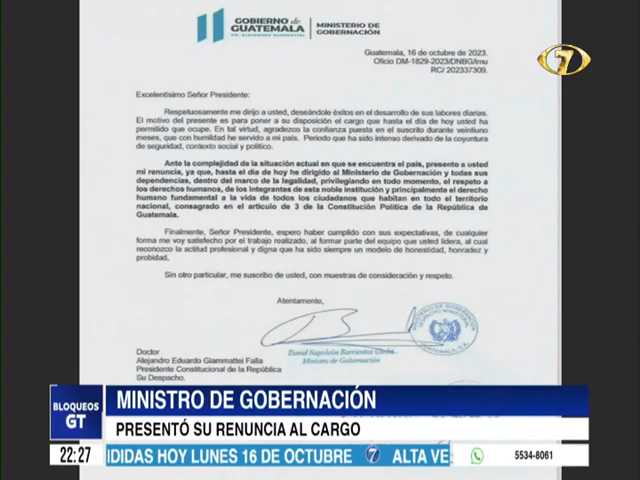 GOBIERNO de
GUATEMALA
DR. ALEJANDRO GIAMMATTEI
MINISTERIO DE
GOBERNACIÓN
Guatemala, 16 de octubre de 2023.
Oficio DM-1829-2023/DNBG/lmu
RC/ 202337309.
7
Excelentísimo Señor Presidente:
Respetuosamente me dirijo a usted, deseándole éxitos en el desarrollo de sus labores diarias.
El motivo del presente es para poner a su disposición el cargo que hasta el día de hoy usted ha
permitido que ocupe. En tal virtud, agradezco la confianza puesta en el suscrito durante veintiuno
meses, que con humildad he servido a mi país. Periodo que ha sido intenso derivado de la coyuntura
de seguridad, contexto social y político.
Ante la complejidad de la situación actual en que se encuentra el país, presento a usted
mi renuncia, ya que, hasta el día de hoy he dirigido al Ministerio de Gobernación y todas sus
dependencias, dentro del marco de la legalidad, privilegiando en todo momento, el respeto a
los derechos humanos, de los integrantes de esta noble institución y principalmente el derecho
humano fundamental a la vida de todos los ciudadanos que habitan en todo el territorio
nacional, consagrado en el artículo de 3 de la Constitución Política de la República de
Guatemala.
Finalmente, Señor Presidente, espero haber cumplido con sus expectativas, de cualquier
forma me voy satisfecho por el trabajo realizado, al formar parte del equipo que usted lidera, al cual
reconozco la actitud profesional y digna que ha sido siempre un modelo de honestidad, honradez y
probidad,
Sin otro particular, me suscribo de usted, con muestras de consideración y respeto.
Atentamente,
MINISTERIO DE GOBERNACIÓN
GUATEMALA, C.A.
David Napoleón Barrientos Girón
Ministro de Gobernación
Doctor
Alejandro Eduardo Giammattei Falla
Presidente Constitucional de la República
Su Despacho.
BLOQUEOS
GT
MINISTRO DE GOBERNACIÓN
PRESENTÓ SU RENUNCIA AL CARGO
22:27
DIDAS HOY LUNES 16 DE OCTUBRE 7 ALTA VE
5534-8061